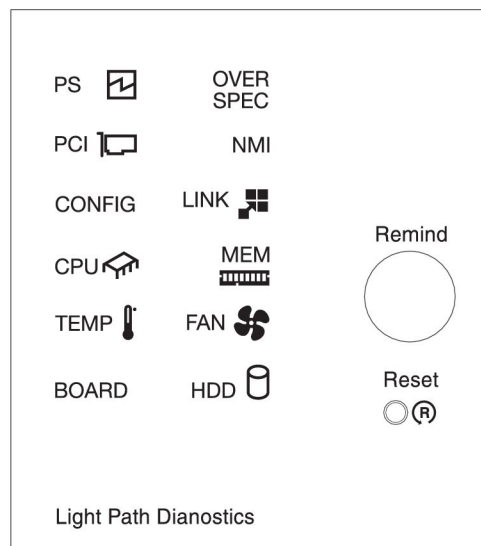 PS
OVER
SPEC
PCI
NMI
CONFIG
LINK
CPU
MEM
TEMP
FAN
BOARD
HDD
Remind
Reset
R
Light Path Dianostics